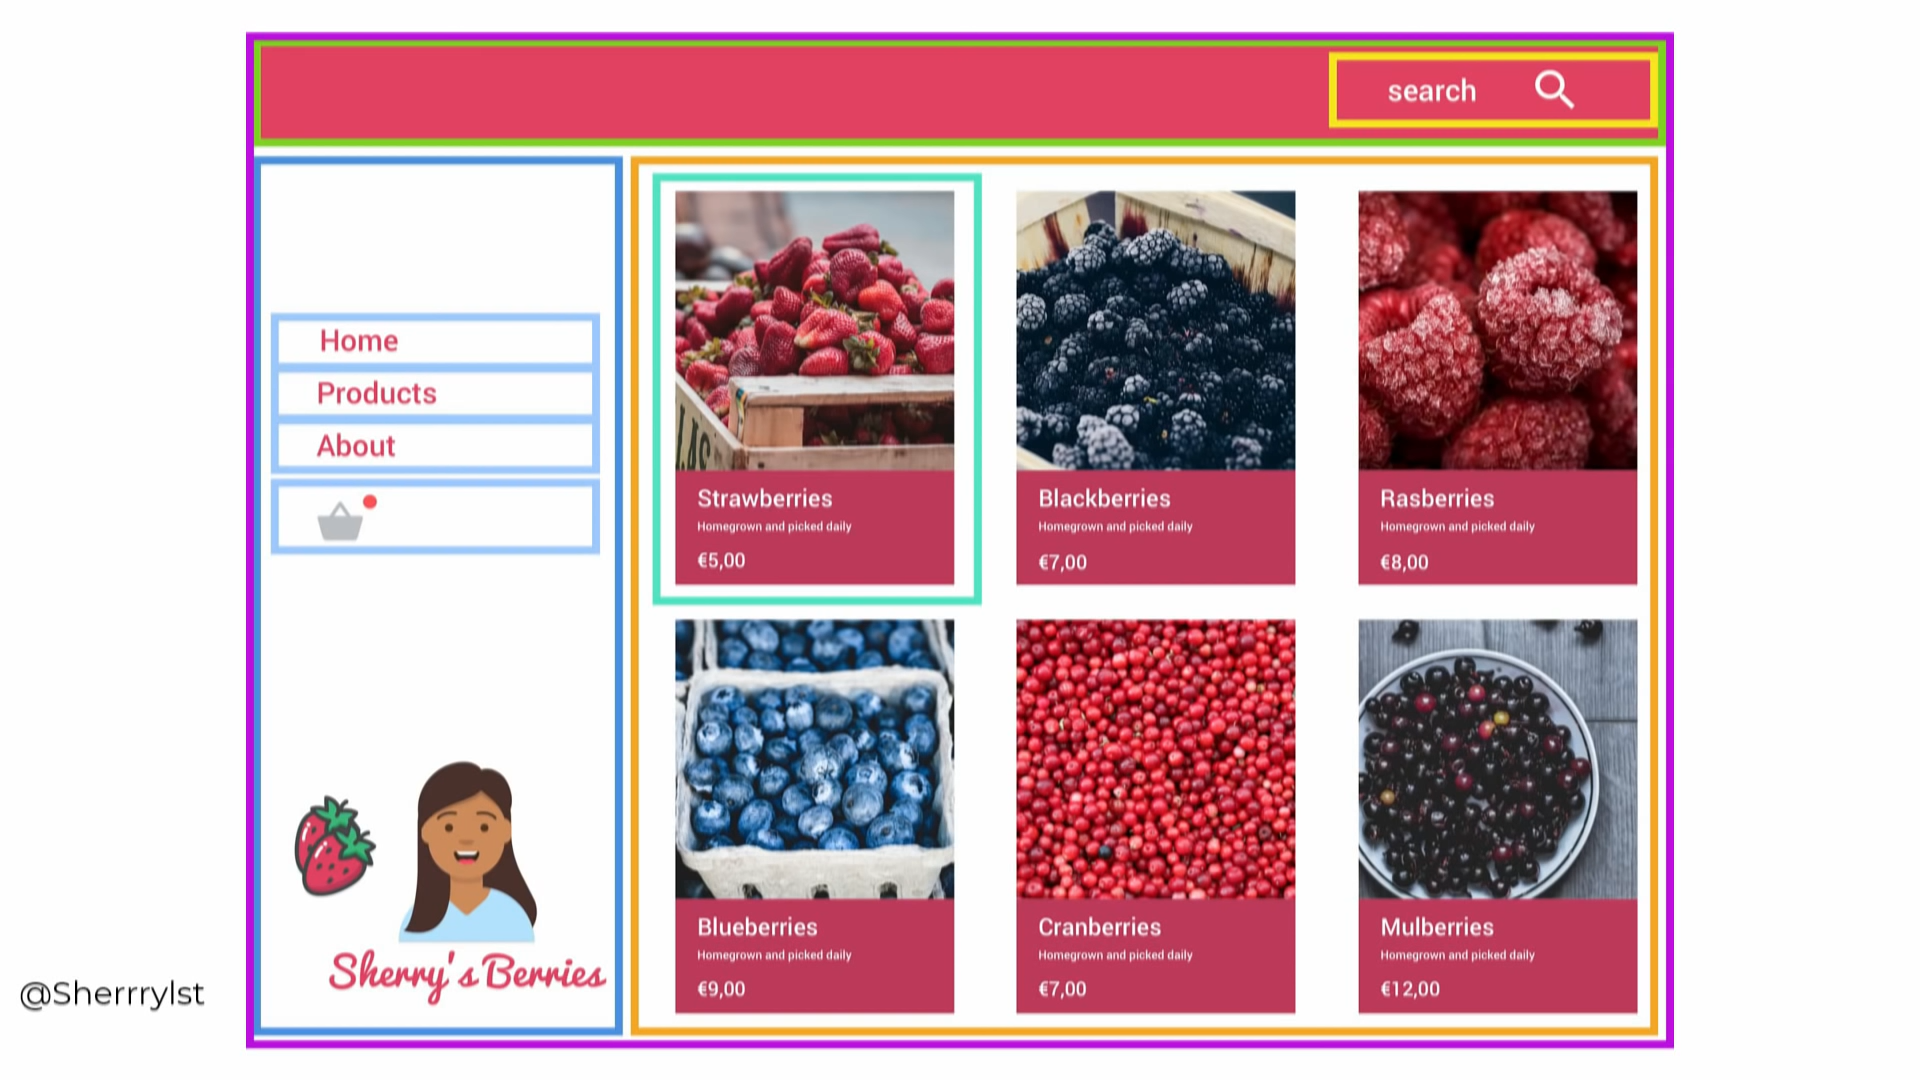 search
Home
Products
About
Sherry's Berries
Strawberries
Homegrown and picked daily
€5,00
Blackberries
Homegrown and picked daily
€7,00
Rasberries
Homegrown and picked daily
€8,00
Blueberries
Homegrown and picked daily
€9,00
Cranberries
Homegrown and picked daily
€7,00
Mulberries
Homegrown and picked daily
€12,00
@Sherrrylst